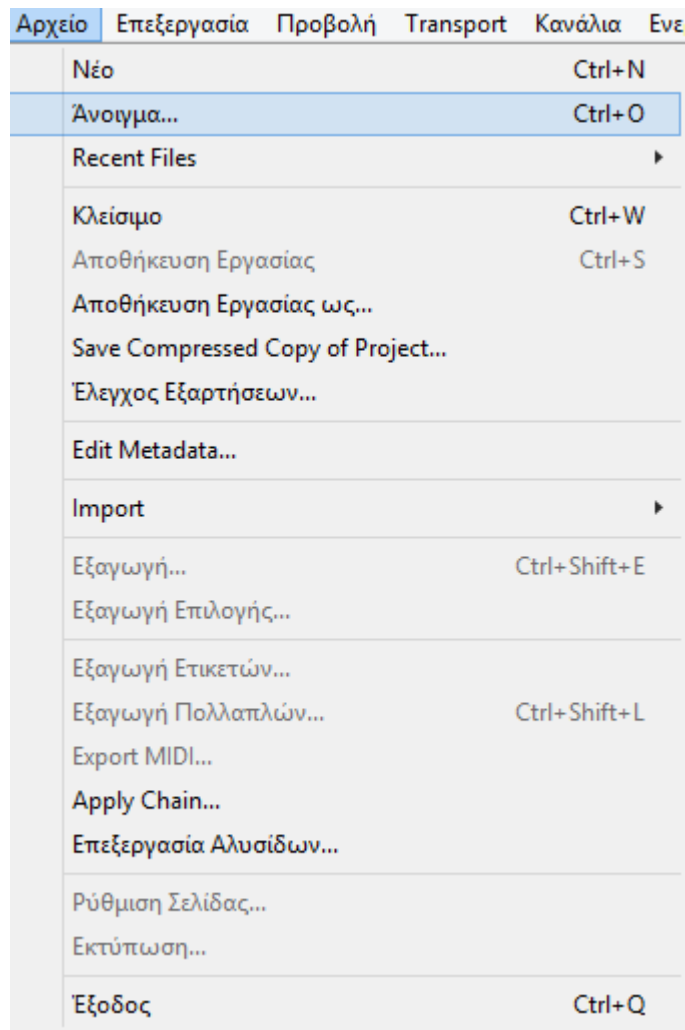 Αρχείο Επεξεργασία Προβολή Transport Κανάλια Ενε
Νέο Ctrl+N
Άνοιγμα... Ctrl+O
Recent Files
Κλείσιμο Ctrl+W
Αποθήκευση Εργασίας Ctrl+S
Αποθήκευση Εργασίας ως...
Save Compressed Copy of Project...
Έλεγχος Εξαρτήσεων...
Edit Metadata...
Import
Εξαγωγή... Ctrl+Shift+E
Εξαγωγή Επιλογής...
Εξαγωγή Ετικετών...
Εξαγωγή Πολλαπλών... Ctrl+Shift+L
Export MIDI...
Apply Chain...
Επεξεργασία Αλυσίδων...
Ρύθμιση Σελίδας...
Εκτύπωση...
Έξοδος Ctrl+Q